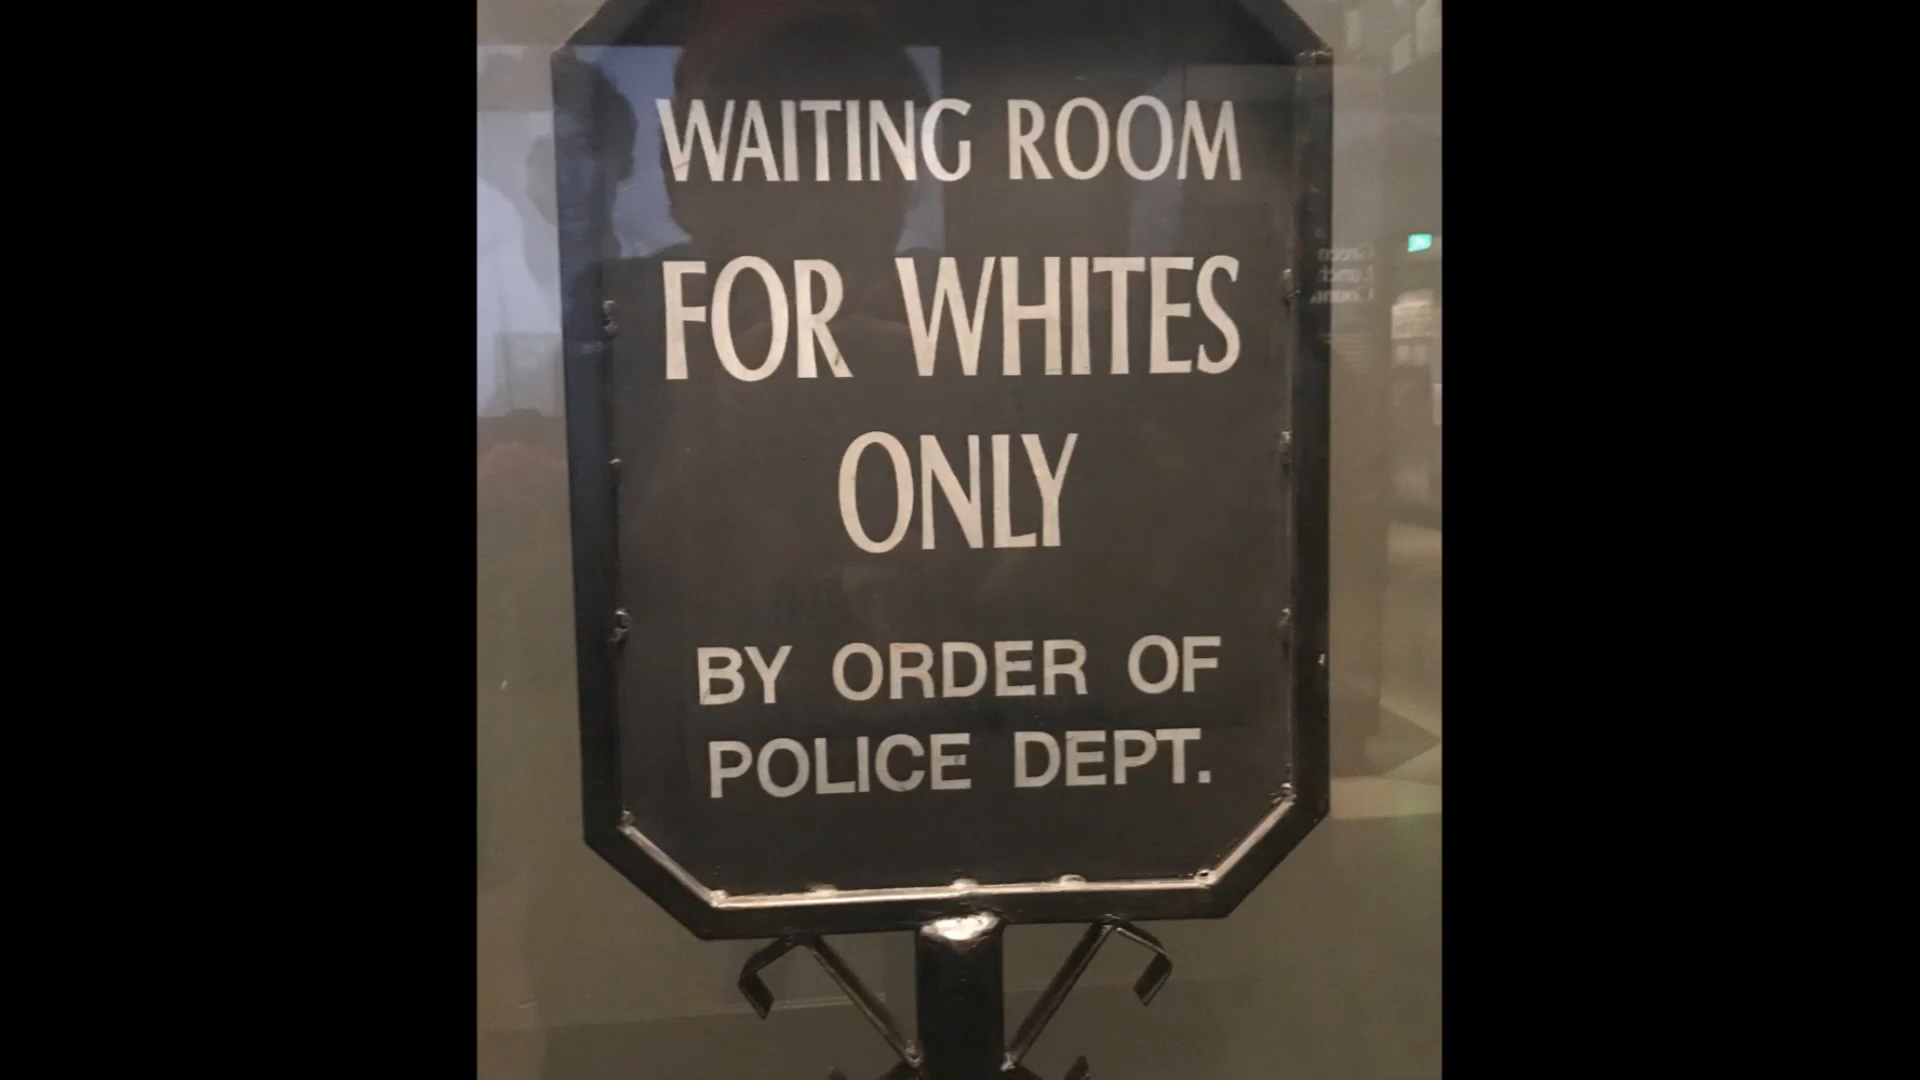 WAITING ROOM
FOR WHITES
ONLY
BY ORDER OF
POLICE DEPT.